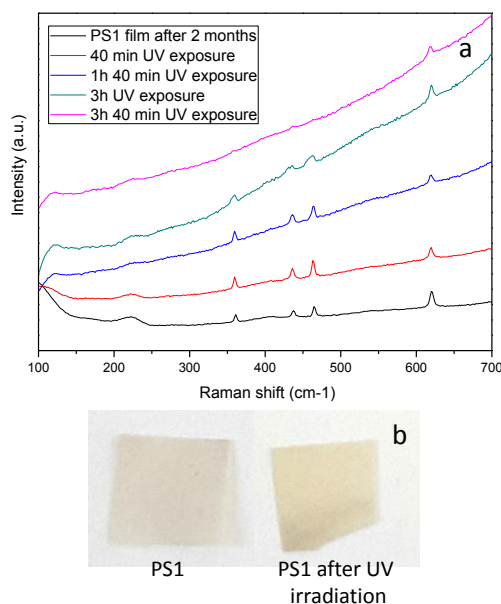 PS1 film after 2 months
40 min UV exposure
1h 40 min UV exposure
3h UV exposure
3h 40 min UV exposure
a
Intensity (a.u.)
100 200 300 400 500 600 700
Raman shift (cm-1)
b
PS1
PS1 after UV
irradiation